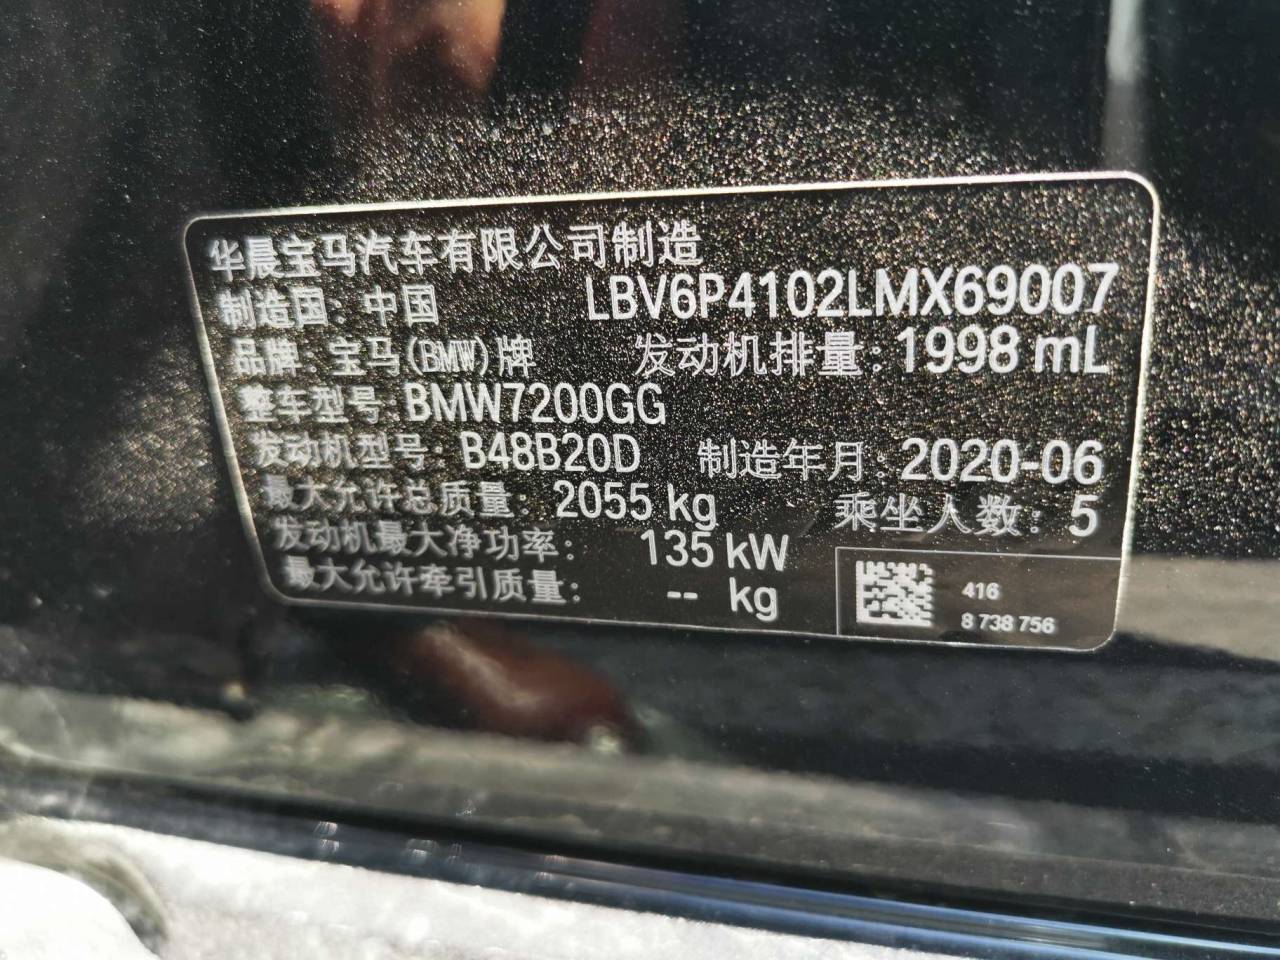 华晨宝马汽车有限公司制造
制造国：中国 LBV6P4102LMX69007
品牌：宝马(BMW)牌 发动机排量：1998 mL
整车型号：BMW7200GG
发动机型号：B48B20D 制造年月：2020-06
最大允许总质量：2055 kg 乘坐人数：5
发动机最大净功率：135 kW
最大允许牵引质量：-- kg
416
8 738 756